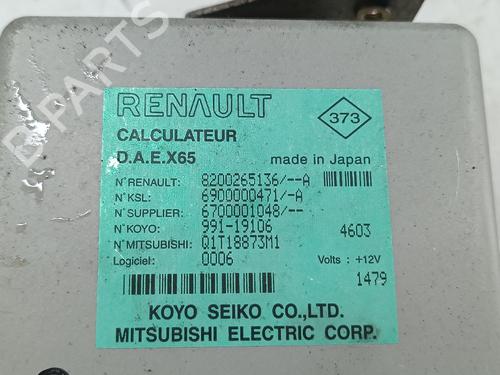 RENAULT
373
CALCULATEUR
D.A.E.X65 made in Japan
N°RENAULT: 8200265136/--A
N°KSL: 6900000471/-A
N°SUPPLIER: 6700001048/--
N°KOYO: 991-19106 4603
N°MITSUBISHI: Q1T18873M1
Logiciel: 0006 Volts : +12V
1479
KOYO SEIKO CO.,LTD.
MITSUBISHI ELECTRIC CORP.
B-PARTS